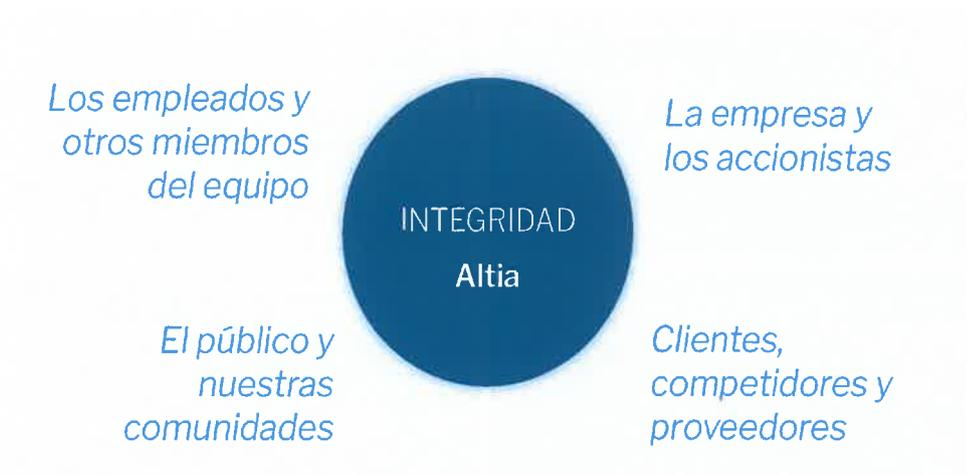 Los empleados y
otros miembros
del equipo
La empresa y
los accionistas
INTEGRIDAD
Altia
El público y
nuestras
comunidades
Clientes,
competidores y
proveedores